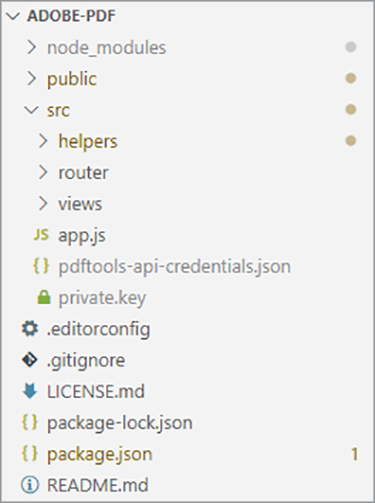 ADOBE-PDF
node_modules
public
src
helpers
router
views
JS app.js
{} pdftools-api-credentials.json
private.key
.editorconfig
.gitignore
LICENSE.md
{} package-lock.json
{} package.json 1
README.md